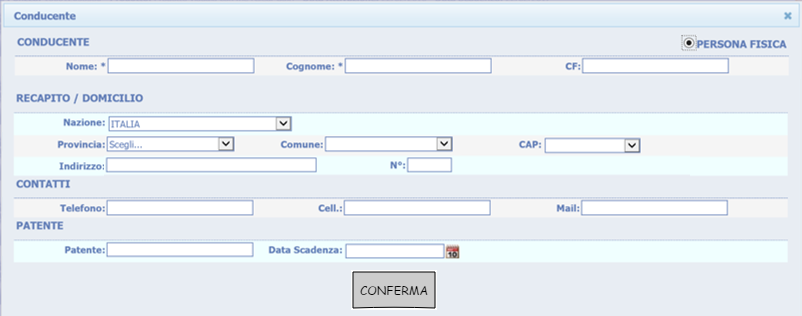 Conducente
CONDUCENTE PERSONA FISICA
Nome: * Cognome: * CF:
RECAPITO / DOMICILIO
Nazione: ITALIA
Provincia: Scegli... Comune: CAP:
Indirizzo: N°:
CONTATTI
Telefono: Cell.: Mail:
PATENTE
Patente: Data Scadenza: 10
CONFERMA